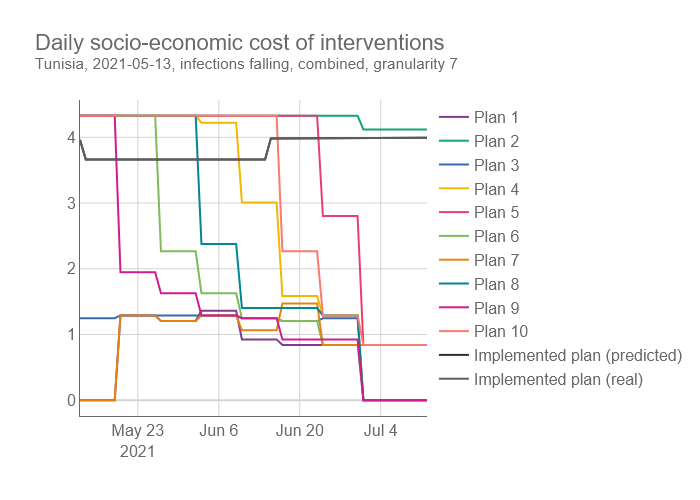 Daily socio-economic cost of interventions
Tunisia, 2021-05-13, infections falling, combined, granularity 7
4
3
2
1
0
May 23
2021
Jun 6
Jun 20
Jul 4
Plan 1
Plan 2
Plan 3
Plan 4
Plan 5
Plan 6
Plan 7
Plan 8
Plan 9
Plan 10
Implemented plan (predicted)
Implemented plan (real)